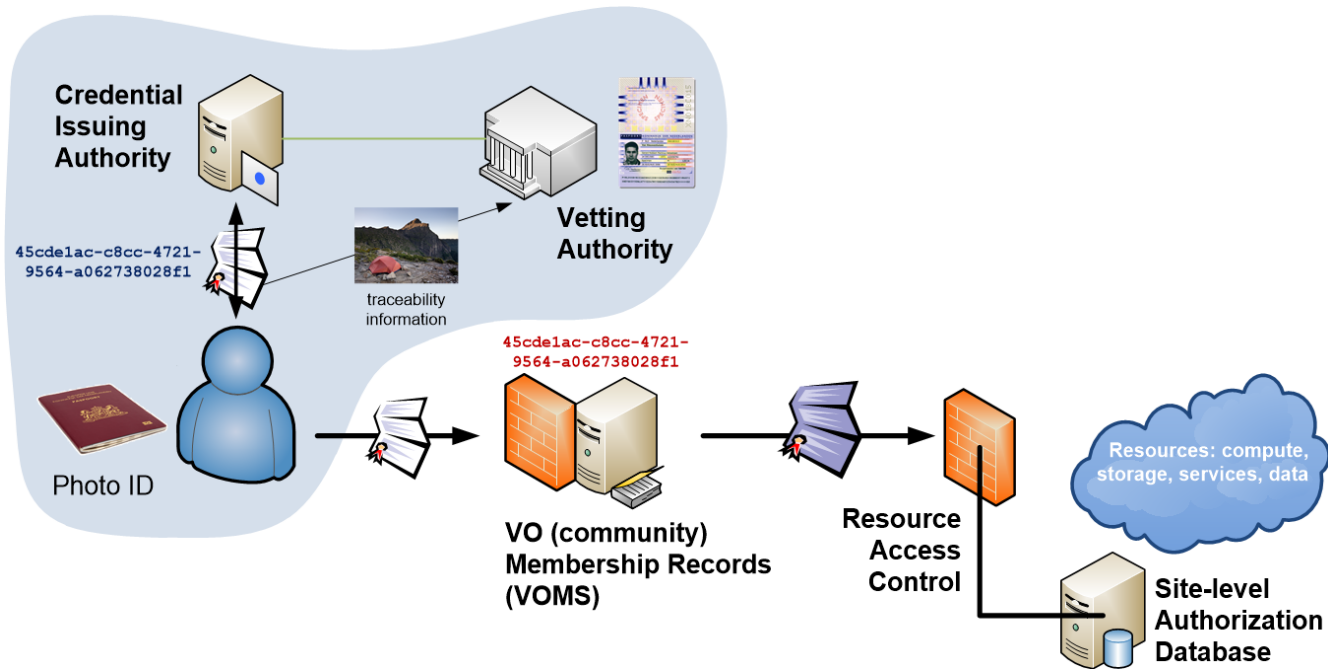 Credential
Issuing
Authority
Vetting
Authority
45cde1ac-c8cc-4721-
9564-a062738028f1
traceability
information
Photo ID
45cde1ac-c8cc-4721-
9564-a062738028f1
VO (community)
Membership Records
(VOMS)
Resource
Access
Control
Resources: compute,
storage, services, data
Site-level
Authorization
Database